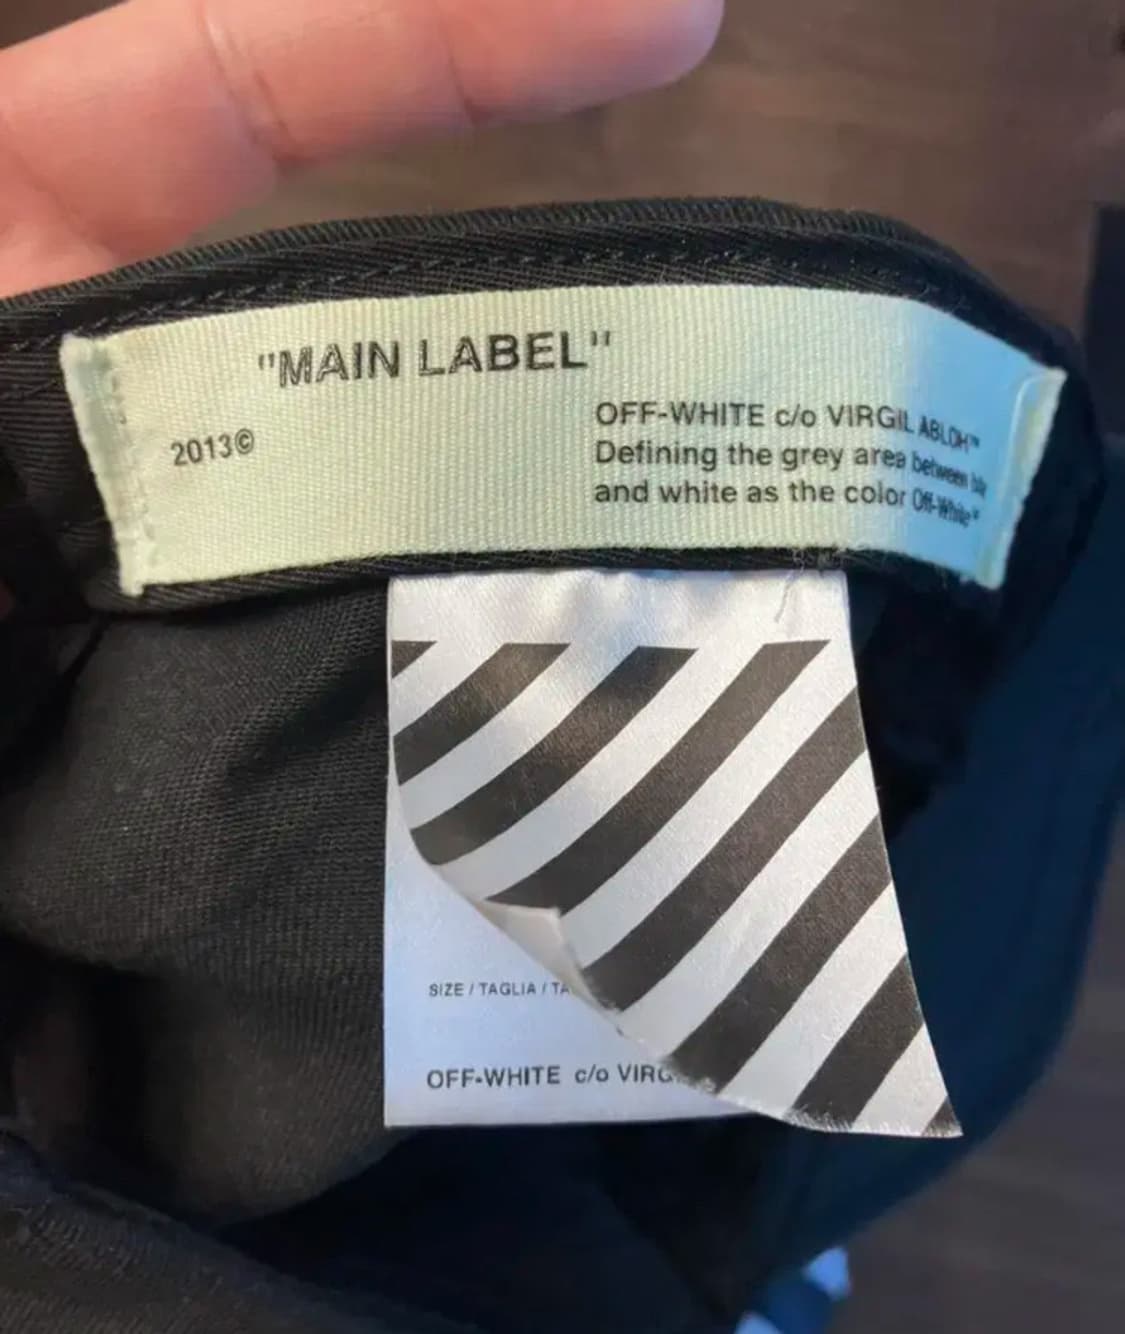 "MAIN LABEL"
2013©
OFF-WHITE c/o VIRGIL ABLOH™
Defining the grey area between
and white as the color Off-White™
SIZE / TAGLIA /
OFF-WHITE c/o